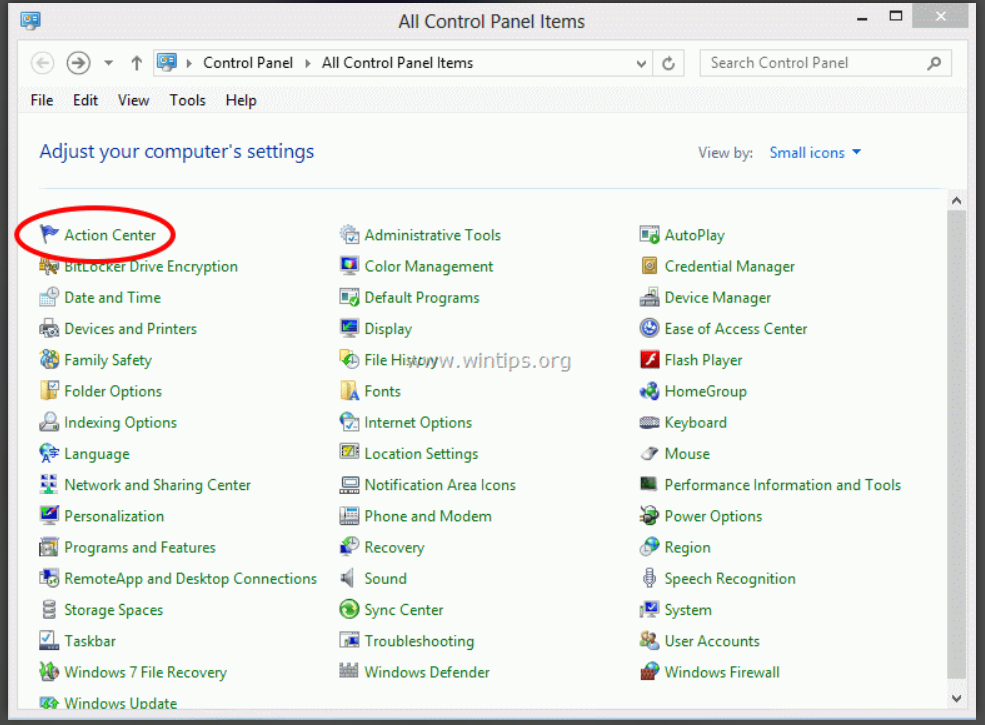 All Control Panel Items
Control Panel All Control Panel Items
Search Control Panel
File Edit View Tools Help
Adjust your computer's settings
View by: Small icons
Action Center Administrative Tools AutoPlay
BitLocker Drive Encryption Color Management Credential Manager
Date and Time Default Programs Device Manager
Devices and Printers Display Ease of Access Center
Family Safety File History Flash Player
www.wintips.org
Folder Options Fonts HomeGroup
Indexing Options Internet Options Keyboard
Language Location Settings Mouse
Network and Sharing Center Notification Area Icons Performance Information and Tools
Personalization Phone and Modem Power Options
Programs and Features Recovery Region
RemoteApp and Desktop Connections Sound Speech Recognition
Storage Spaces Sync Center System
Taskbar Troubleshooting User Accounts
Windows 7 File Recovery Windows Defender Windows Firewall
Windows Update